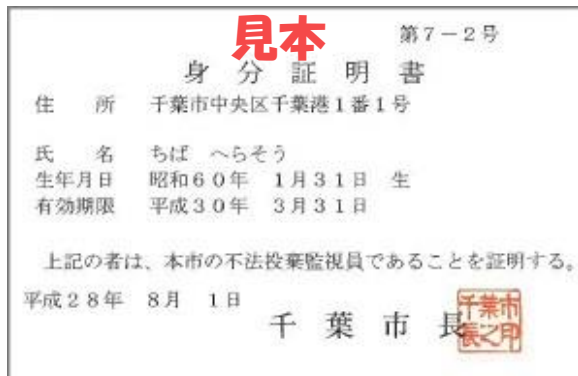 見本
第7－2号
身分証明書
住　所　千葉市中央区千葉港1番1号
氏　名　ちば　へらそう
生年月日　昭和60年　1月31日　生
有効期限　平成30年　3月31日
上記の者は、本市の不法投棄監視員であることを証明する。
平成28年　8月　1日
千葉市長
千葉市
長之印